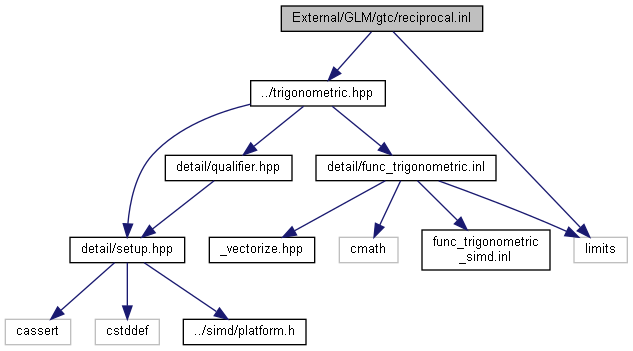 External/GLM/gtc/reciprocal.inl
../trigonometric.hpp
detail/qualifier.hpp
detail/func_trigonometric.inl
detail/setup.hpp
_vectorize.hpp
cmath
func_trigonometric
_simd.inl
limits
cassert
cstddef
../simd/platform.h